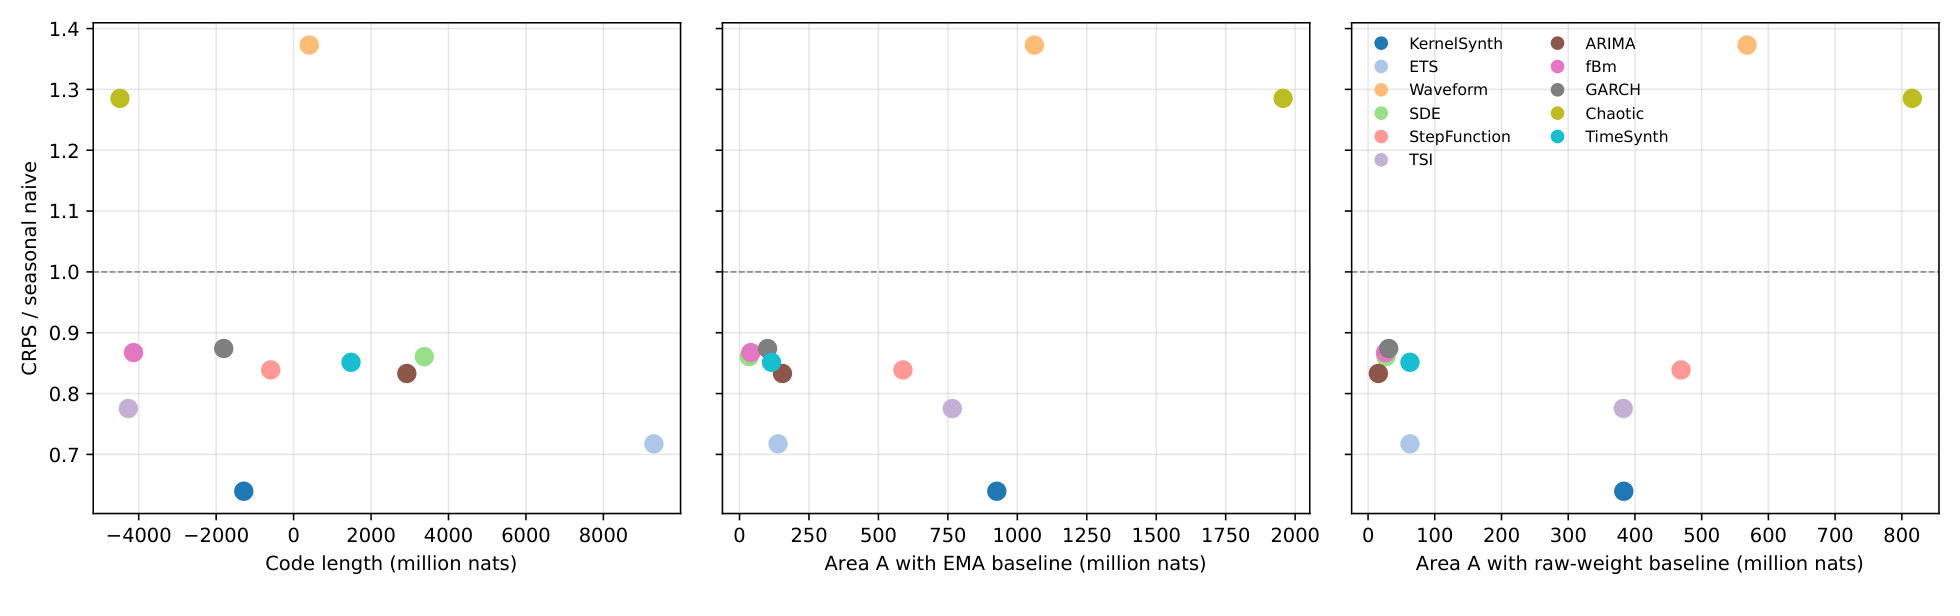 CRPS / seasonal naive
1.4
1.3
1.2
1.1
1.0
0.9
0.8
0.7
−4000 −2000 0 2000 4000 6000 8000
Code length (million nats)
0 250 500 750 1000 1250 1500 1750 2000
Area A with EMA baseline (million nats)
KernelSynth
ETS
Waveform
SDE
StepFunction
TSI
ARIMA
fBm
GARCH
Chaotic
TimeSynth
0 100 200 300 400 500 600 700 800
Area A with raw-weight baseline (million nats)